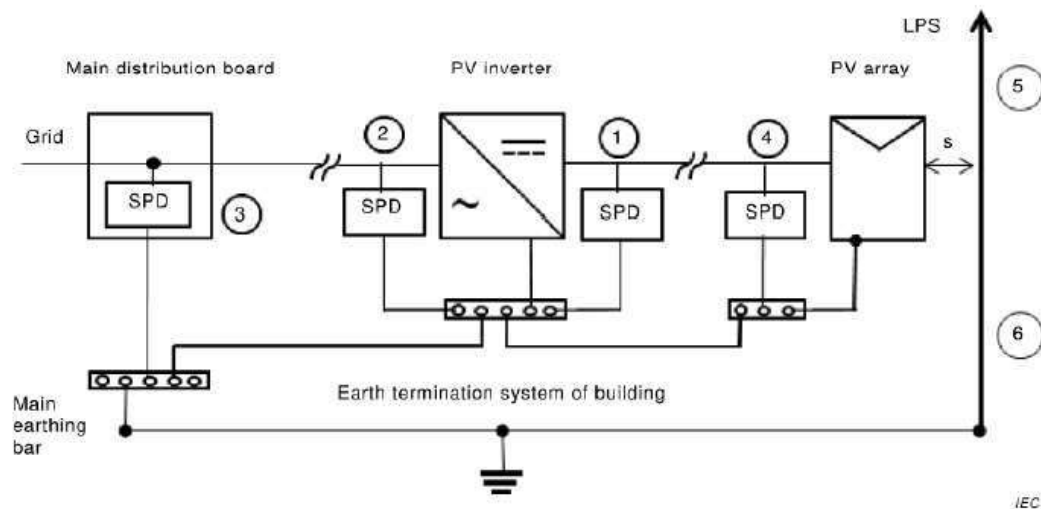 LPS
Main distribution board
PV inverter
PV array
5
Grid
2
1
4
s
SPD
3
SPD
~
SPD
SPD
6
Main
earthing
bar
Earth termination system of building
IEC